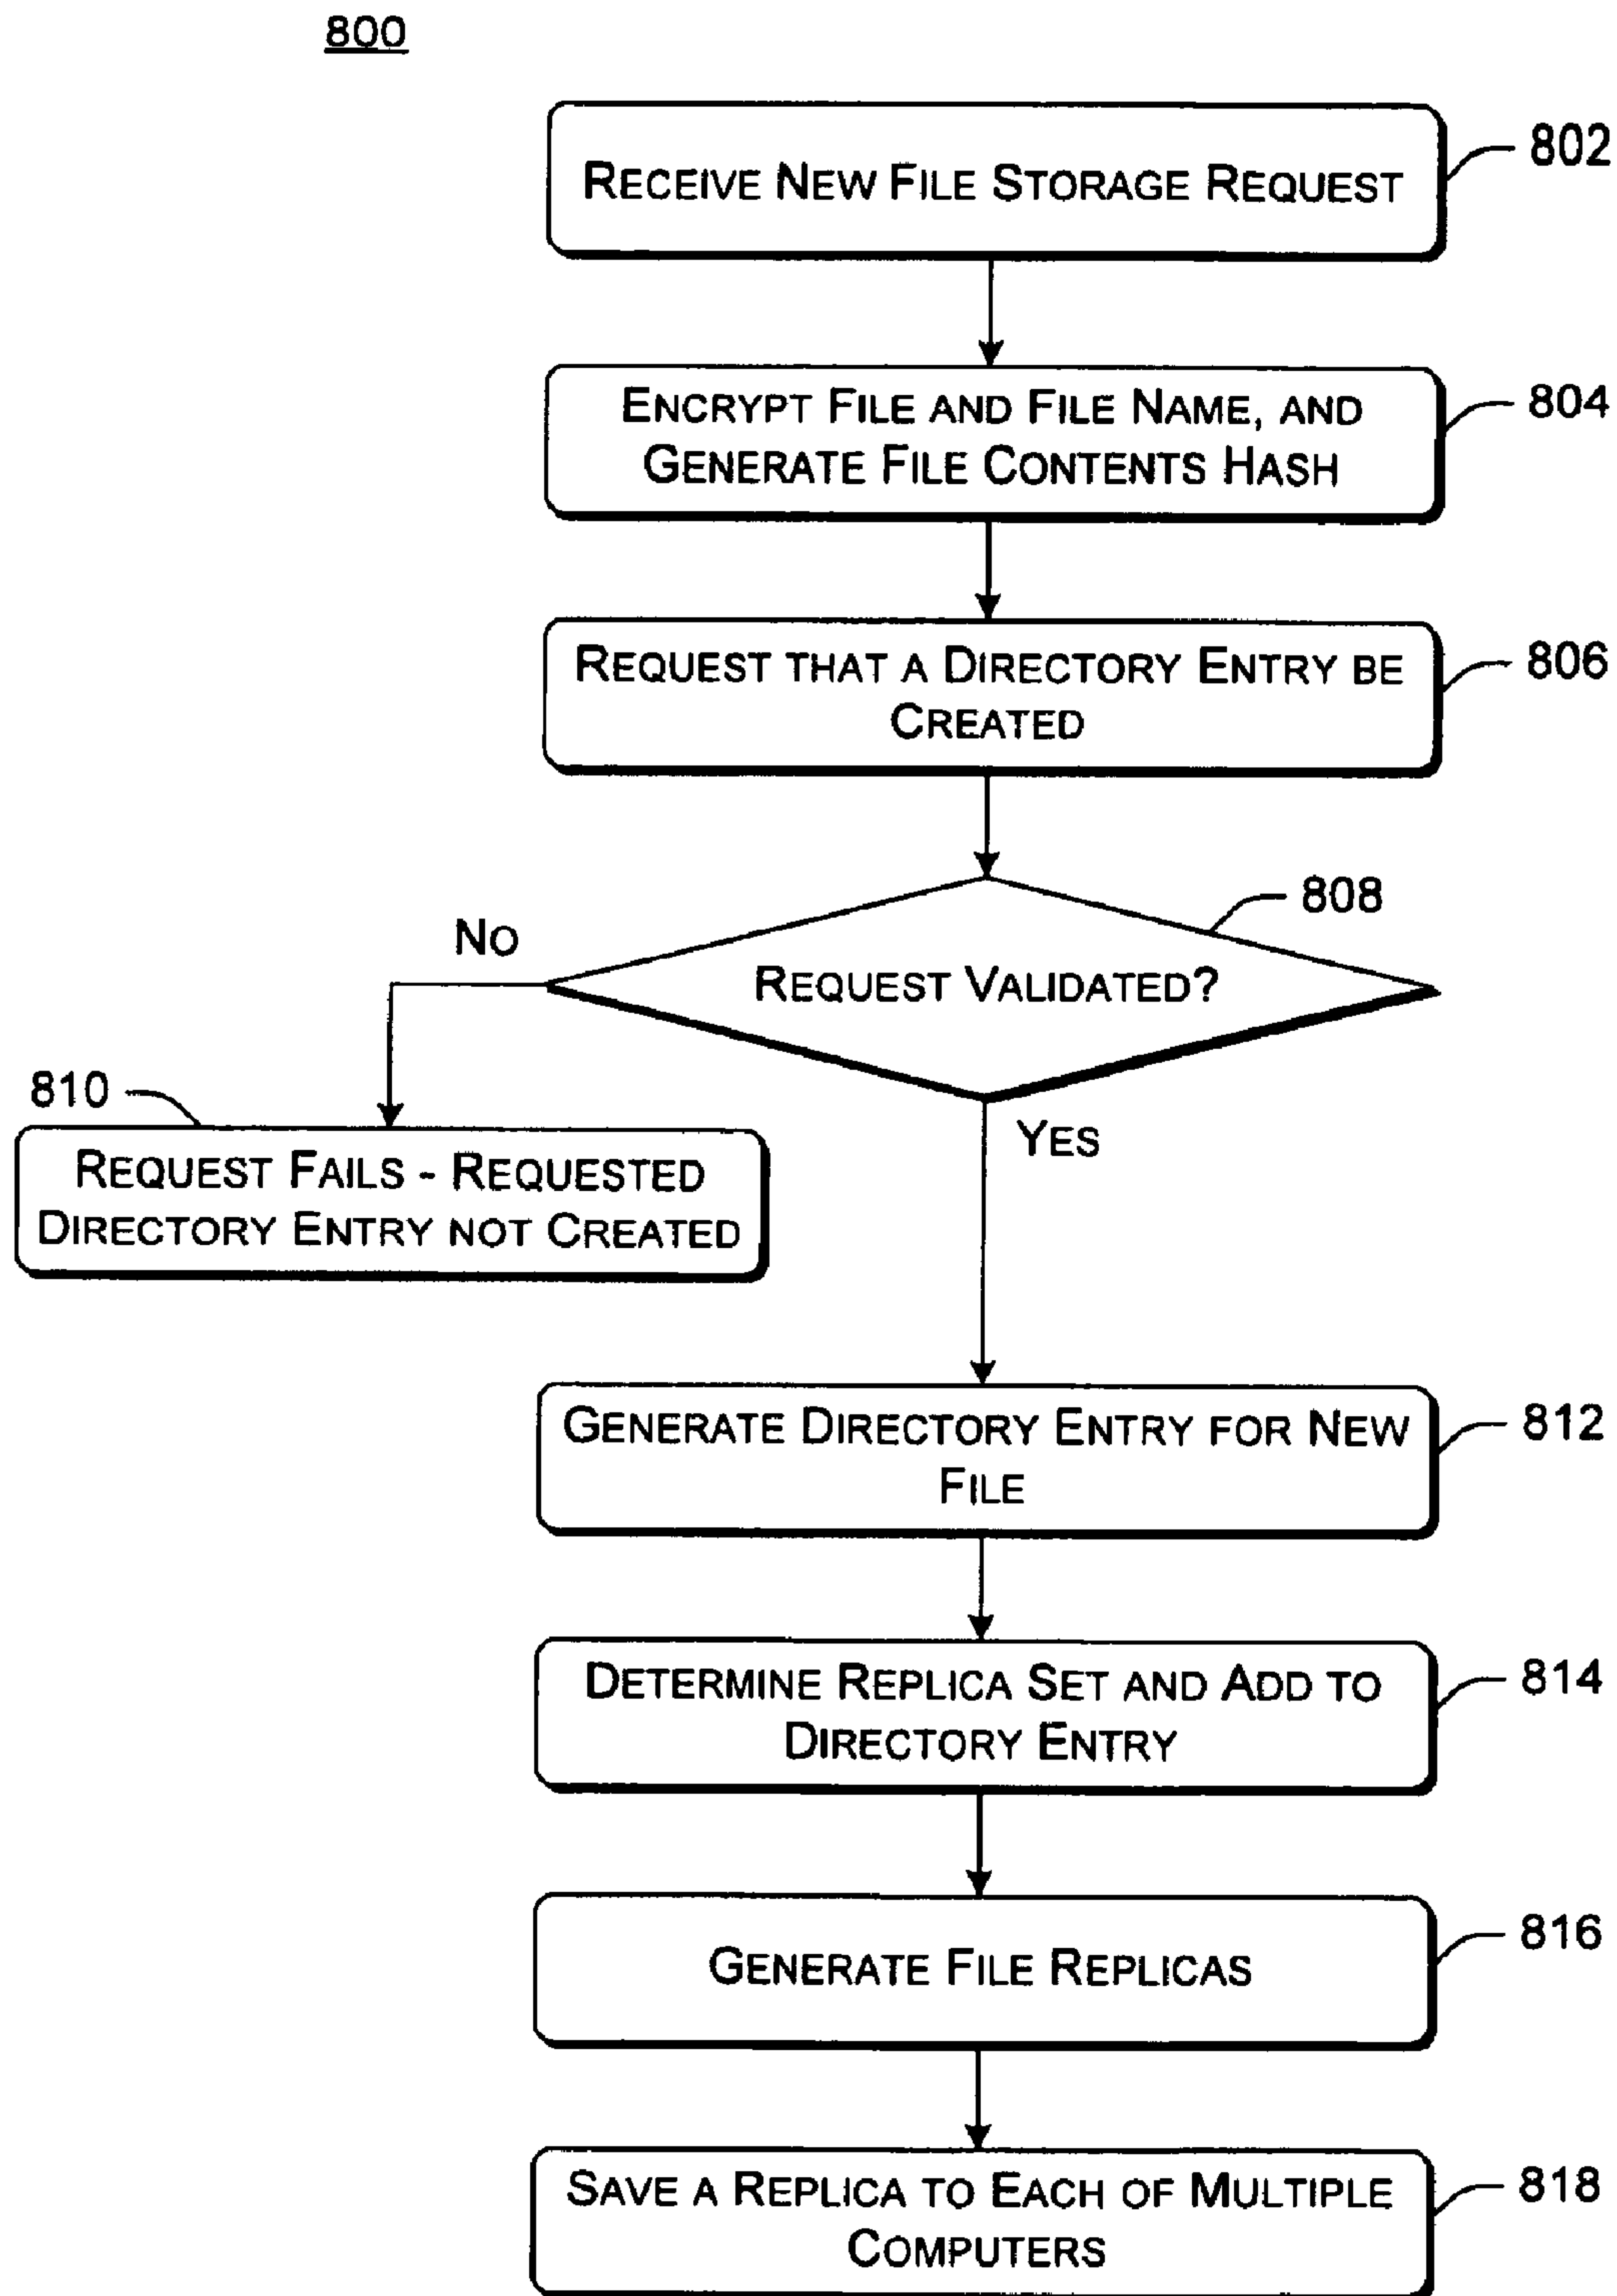 800
RECEIVE NEW FILE STORAGE REQUEST
802
ENCRYPT FILE AND FILE NAME, AND
GENERATE FILE CONTENTS HASH
804
REQUEST THAT A DIRECTORY ENTRY BE
CREATED
806
808
NO
REQUEST VALIDATED?
810
YES
REQUEST FAILS - REQUESTED
DIRECTORY ENTRY NOT CREATED
GENERATE DIRECTORY ENTRY FOR NEW
FILE
812
DETERMINE REPLICA SET AND ADD TO
DIRECTORY ENTRY
814
GENERATE FILE REPLICAS
816
SAVE A REPLICA TO EACH OF MULTIPLE
COMPUTERS
818